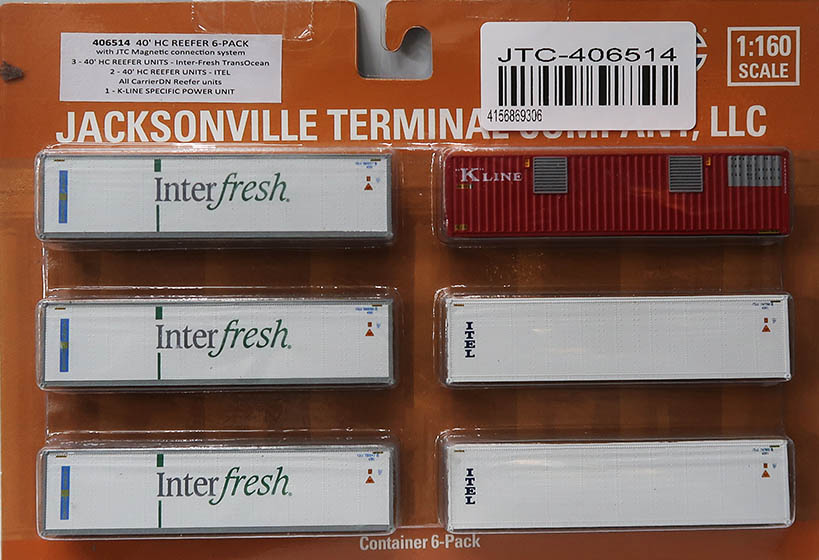 406514 40' HC REEFER 6-PACK
with JTC Magnetic connection system
3 - 40' HC REEFER UNITS - Inter-Fresh TransOcean
2 - 40' HC REEFER UNITS - ITEL
All CarrierDN Reefer units
1 - K-LINE SPECIFIC POWER UNIT
JTC-406514
4156869306
1:160
SCALE
JACKSONVILLE TERMINAL COMPANY, LLC
Interfresh.
"K" LINE
Interfresh.
ITEL
Interfresh.
ITEL
Container 6-Pack